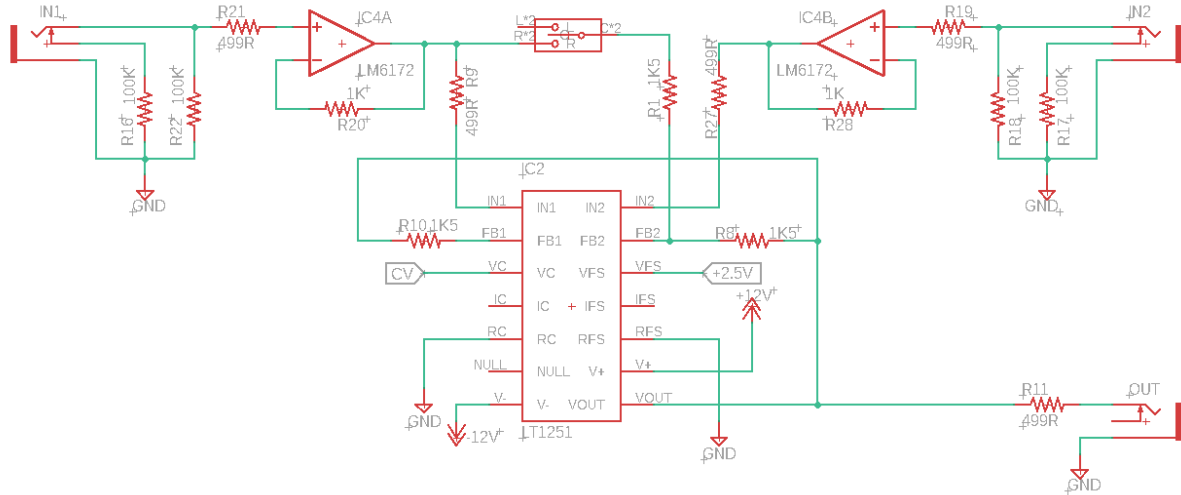 IN1
R21
499R
IC4A
LM6172
1K
R20
100K
R16
100K
R22
GND
R9
499R
L*2
R*2
L
R
C*2
1K5
R1
499R
R27
IC4B
LM6172
1K
R28
R19
499R
IN2
100K
R18
100K
R17
GND
IC2
IN1 IN1 IN2 IN2
R10 1K5 FB1 FB1 FB2 FB2 R8 1K5
CV VC VC VFS VFS +2.5V
+12V
IC IC IFS IFS
RC RC RFS RFS
NULL NULL V+ V+
V- V- VOUT VOUT
GND
-12V
LT1251
GND
R11
499R
OUT
GND